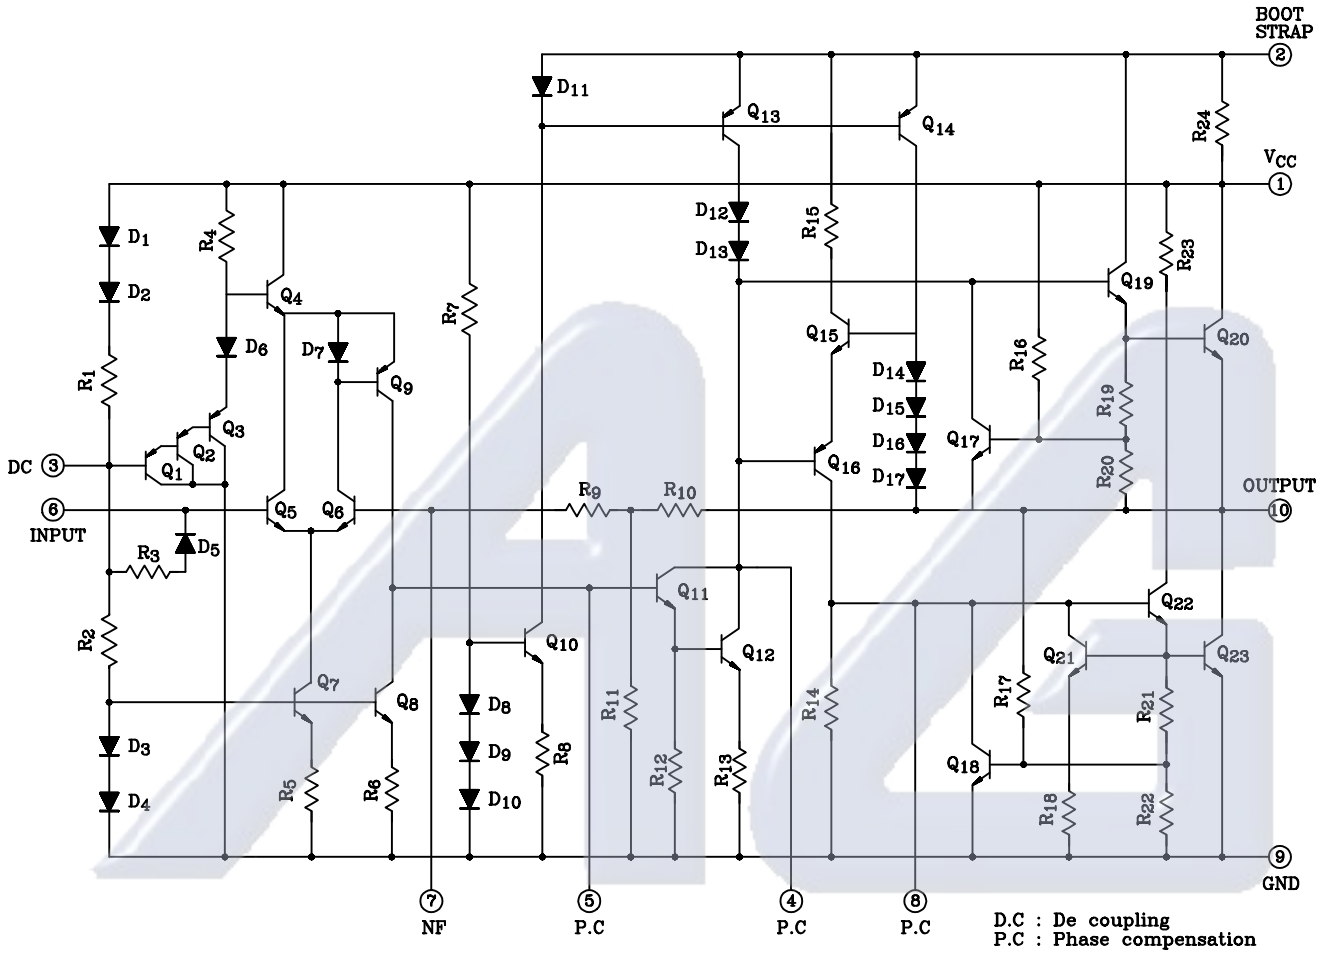 BOOT
STRAP
2
D11
Q13
Q14
R24
VCC
1
D12
D1
R4
R15
D13
R23
D2
Q4
Q19
R7
Q15
Q20
D6
D7
R16
R1
Q9
D14
R19
D15
Q3
Q17
D16
Q2
Q1
Q16
R20
DC 3
D17
R9
R10
OUTPUT
6
Q5
Q6
10
INPUT
R3
D5
Q11
Q22
R2
Q10
Q12
Q21
Q23
Q7
Q8
R17
D8
R11
R14
R21
D3
D9
R8
Q18
R12
R13
R5
R6
D4
D10
R18
R22
9
GND
7
5
4
8
NF
P.C
P.C
P.C
D.C : De coupling
P.C : Phase compensation